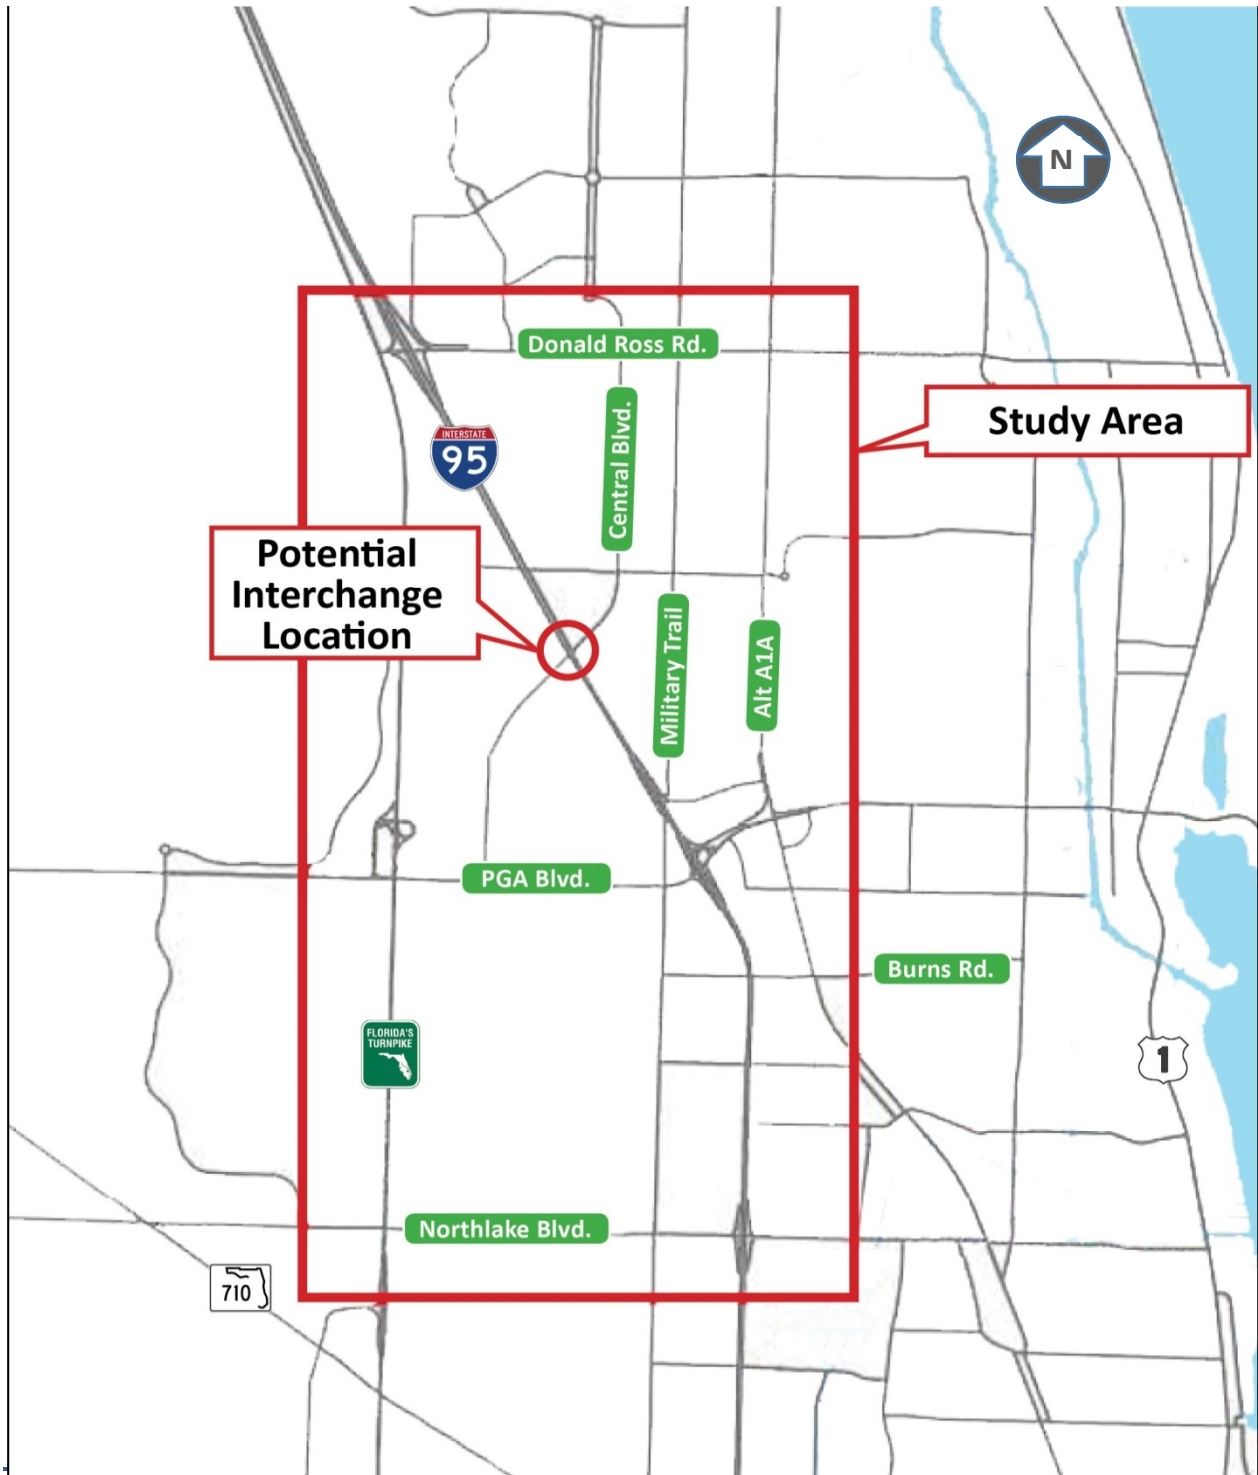 N
Donald Ross Rd.
Study Area
Central Blvd.
INTERSTATE
95
Potential
Interchange
Location
Military Trail
Alt A1A
PGA Blvd.
Burns Rd.
FLORIDA'S
TURNPIKE
1
Northlake Blvd.
710